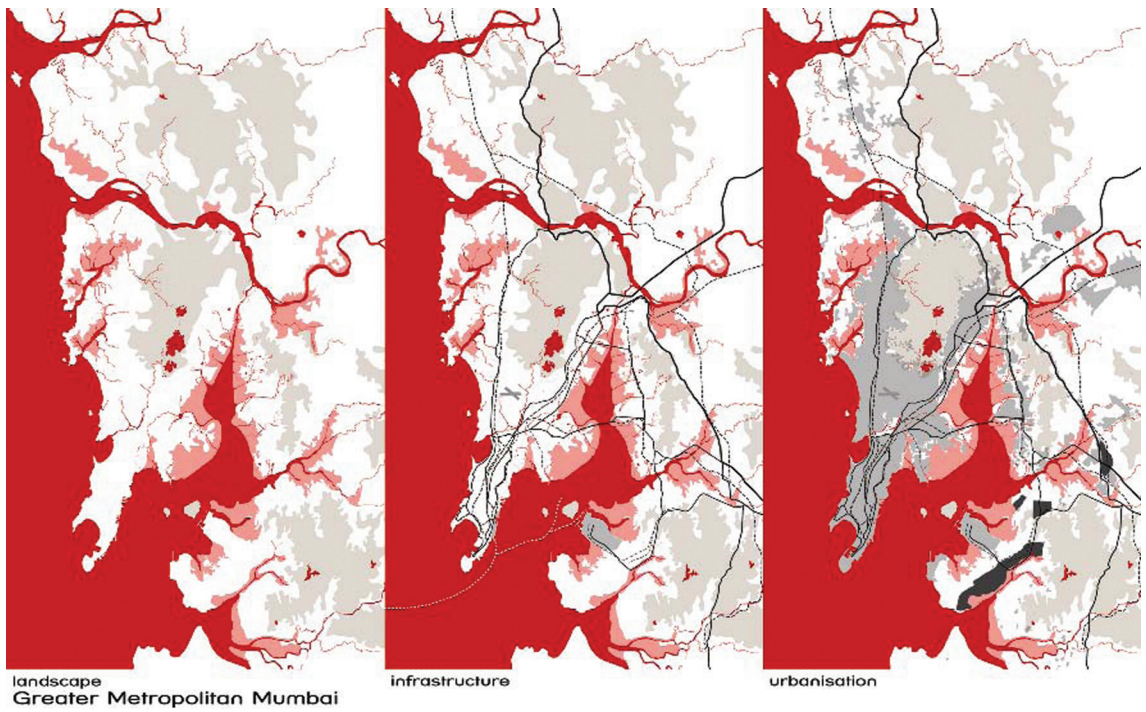 landscape
Greater Metropolitan Mumbai
infrastructure
urbanisation